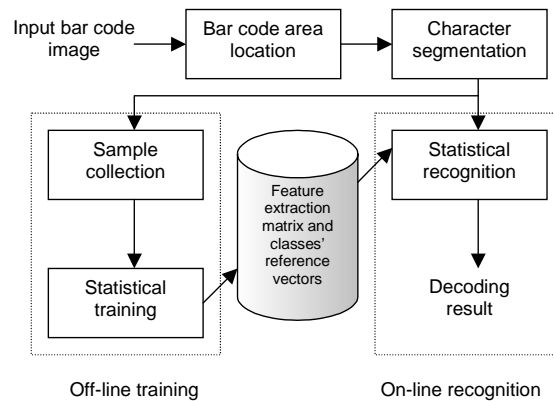 Input bar code
image
Bar code area
location
Character
segmentation
Sample
collection
Statistical
training
Feature
extraction
matrix and
classes'
reference
vectors
Statistical
recognition
Decoding
result
Off-line training
On-line recognition